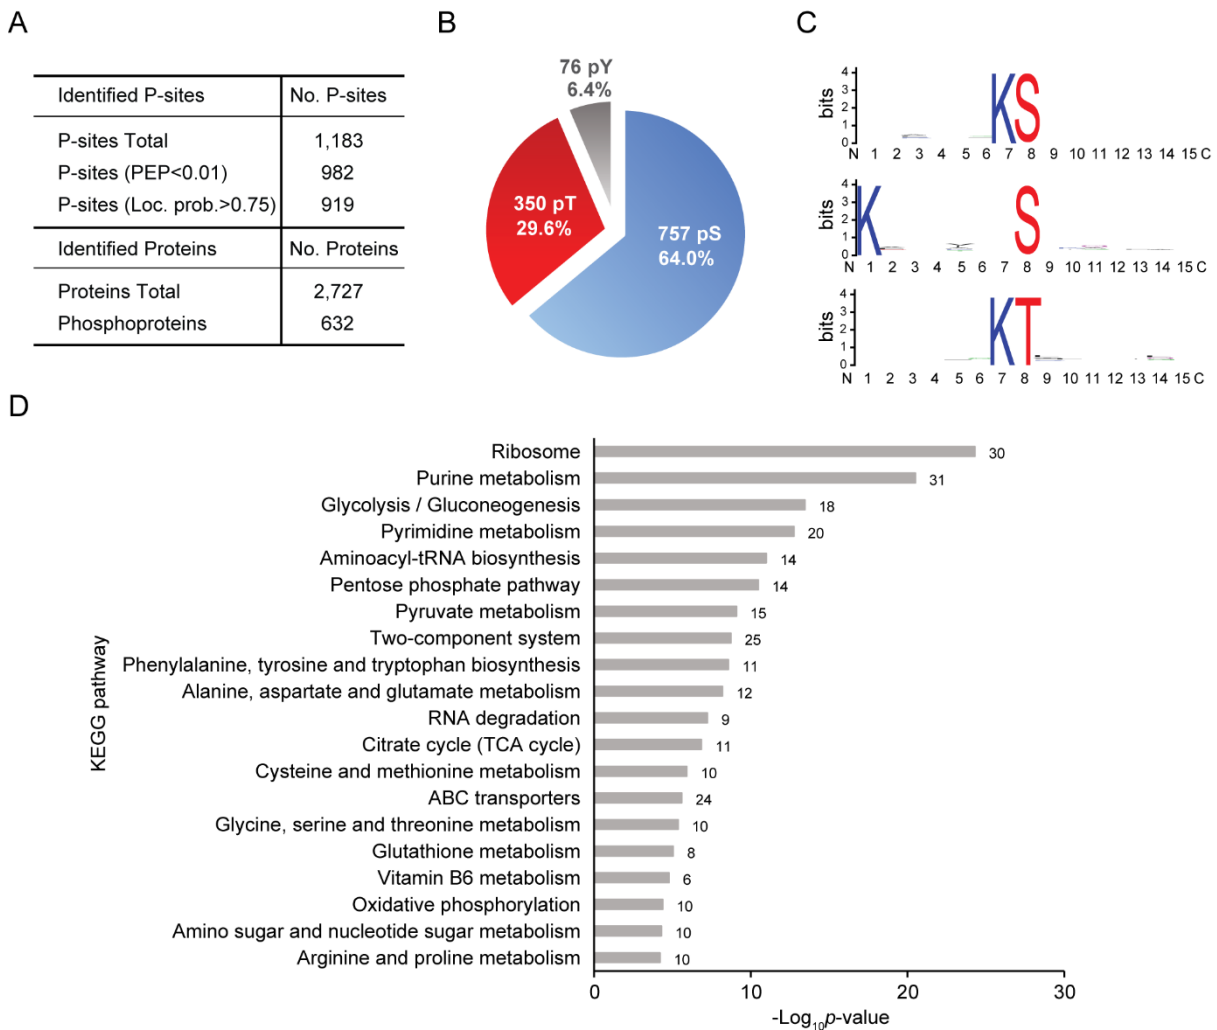 A
Identified P-sites No. P-sites
P-sites Total 1,183
P-sites (PEP<0.01) 982
P-sites (Loc. prob.>0.75) 919
Identified Proteins No. Proteins
Proteins Total 2,727
Phosphoproteins 632
B
76 pY
6.4%
350 pT
29.6%
757 pS
64.0%
C
bits
4
3
2
1
0
KS
N 1 2 3 4 5 6 7 8 9 10 11 12 13 14 15 C
bits
4
3
2
1
0
K S
N 1 2 3 4 5 6 7 8 9 10 11 12 13 14 15 C
bits
4
3
2
1
0
KT
N 1 2 3 4 5 6 7 8 9 10 11 12 13 14 15 C
D
KEGG pathway
Ribosome 30
Purine metabolism 31
Glycolysis / Gluconeogenesis 18
Pyrimidine metabolism 20
Aminoacyl-tRNA biosynthesis 14
Pentose phosphate pathway 14
Pyruvate metabolism 15
Two-component system 25
Phenylalanine, tyrosine and tryptophan biosynthesis 11
Alanine, aspartate and glutamate metabolism 12
RNA degradation 9
Citrate cycle (TCA cycle) 11
Cysteine and methionine metabolism 10
ABC transporters 24
Glycine, serine and threonine metabolism 10
Glutathione metabolism 8
Vitamin B6 metabolism 6
Oxidative phosphorylation 10
Amino sugar and nucleotide sugar metabolism 10
Arginine and proline metabolism 10
0 10 20 30
-Log₁₀p-value